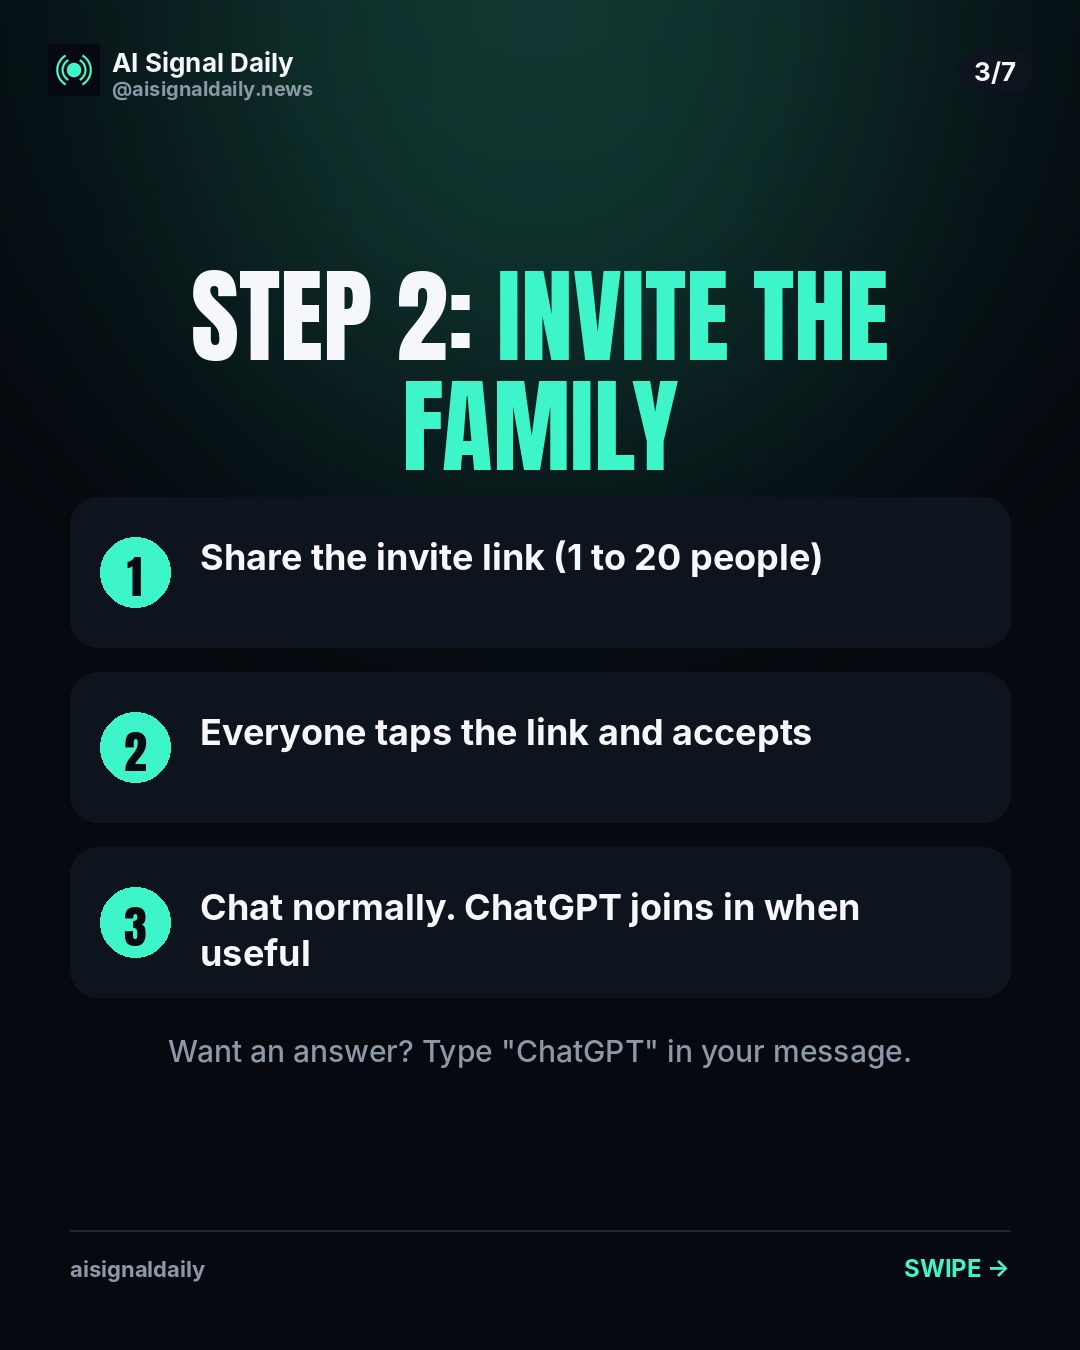 AI Signal Daily
@aisignaldaily.news
3/7
STEP 2: INVITE THE
FAMILY
1
Share the invite link (1 to 20 people)
2
Everyone taps the link and accepts
3
Chat normally. ChatGPT joins in when
useful
Want an answer? Type "ChatGPT" in your message.
aisignaldaily
SWIPE →